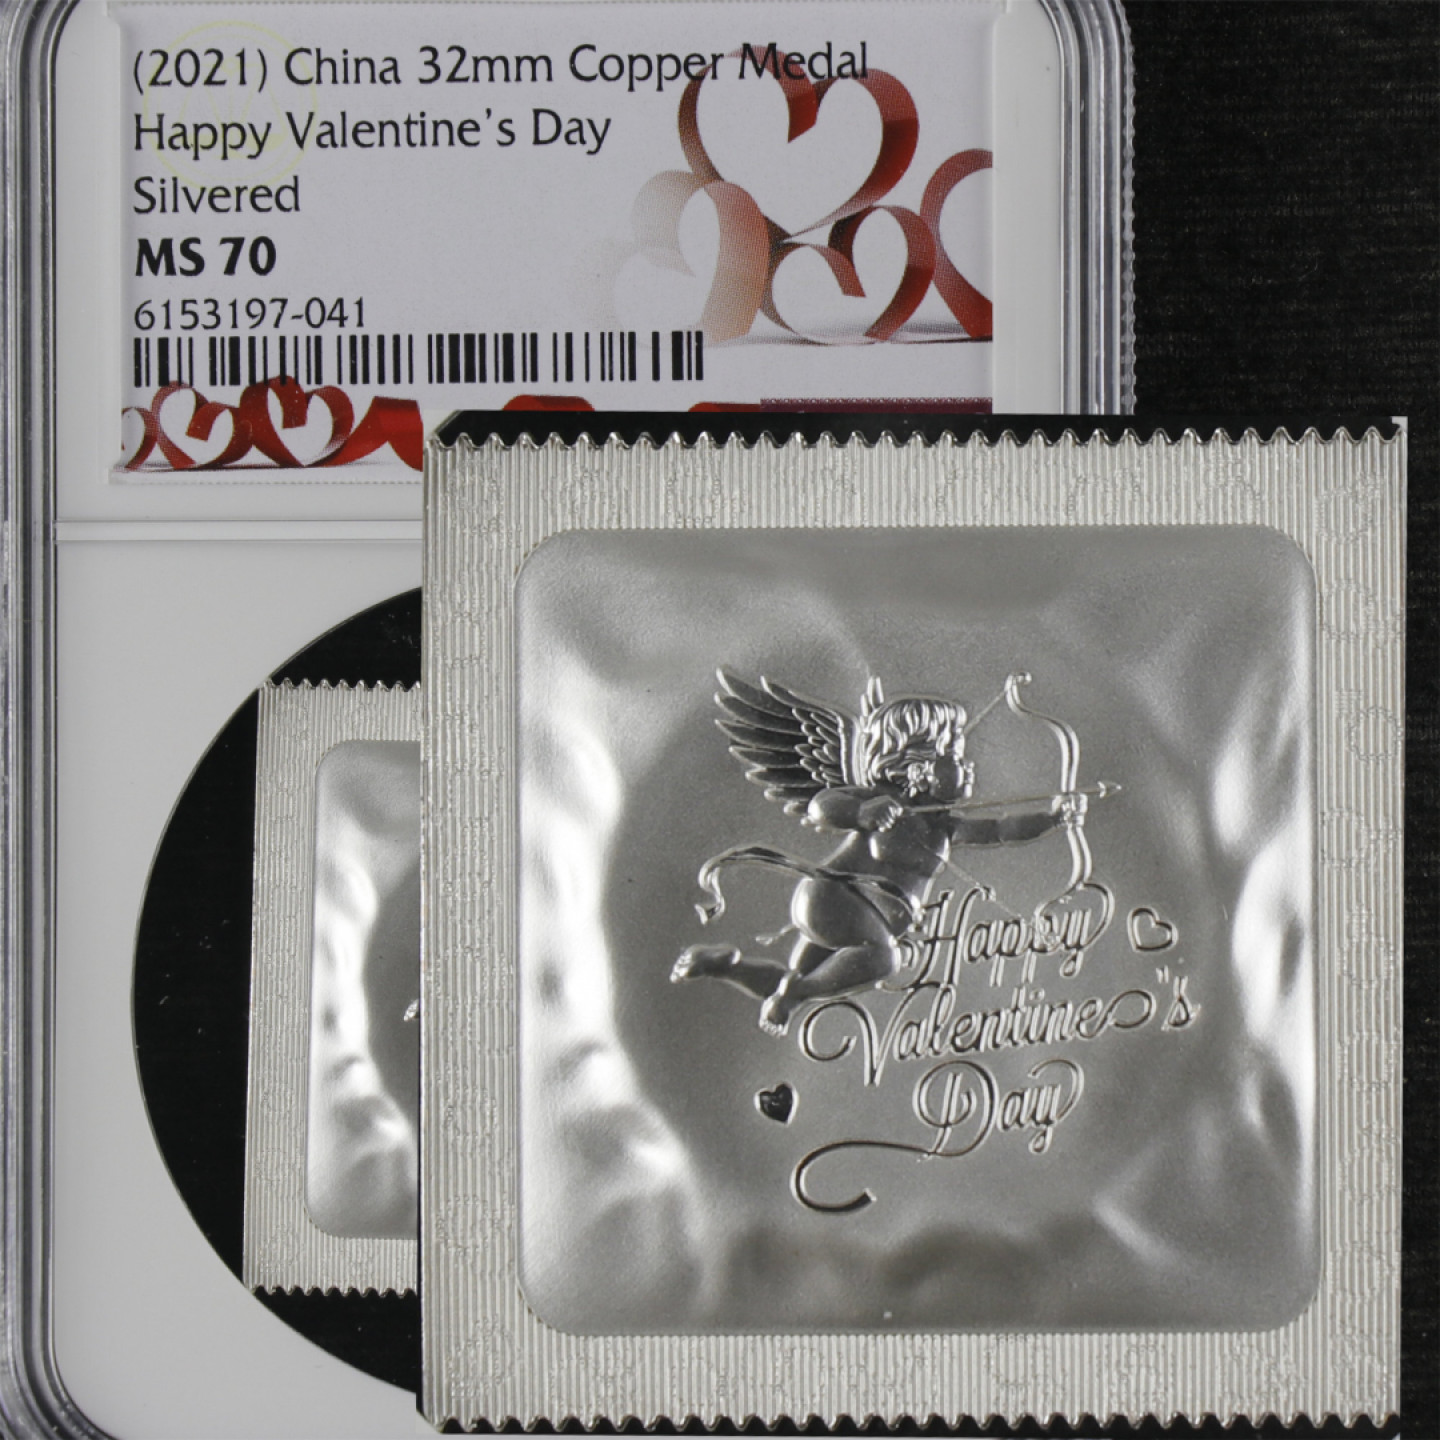 (2021) China 32mm Copper Medal
Happy Valentine's Day
Silvered
MS 70
6153197-041
Happy
Valentine's
Day